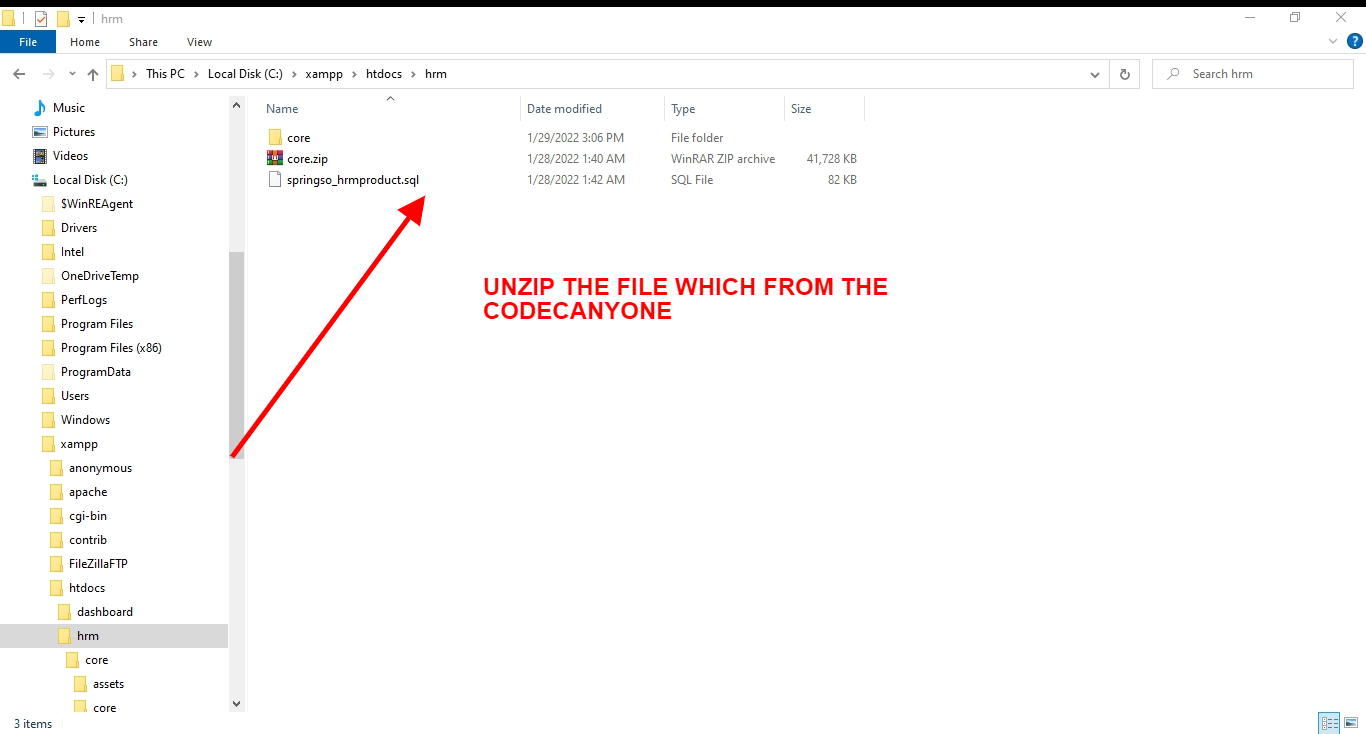 hrm
File Home Share View
This PC Local Disk (C:) xampp htdocs hrm
Search hrm
Music
Pictures
Videos
Local Disk (C:)
$WinREAgent
Drivers
Intel
OneDriveTemp
PerfLogs
Program Files
Program Files (x86)
ProgramData
Users
Windows
xampp
anonymous
apache
cgi-bin
contrib
FileZillaFTP
htdocs
dashboard
hrm
core
assets
core
Name Date modified Type Size
core 1/29/2022 3:06 PM File folder
core.zip 1/28/2022 1:40 AM WinRAR ZIP archive 41,728 KB
springso_hrmproduct.sql 1/28/2022 1:42 AM SQL File 82 KB
UNZIP THE FILE WHICH FROM THE
CODECANYONE
3 items